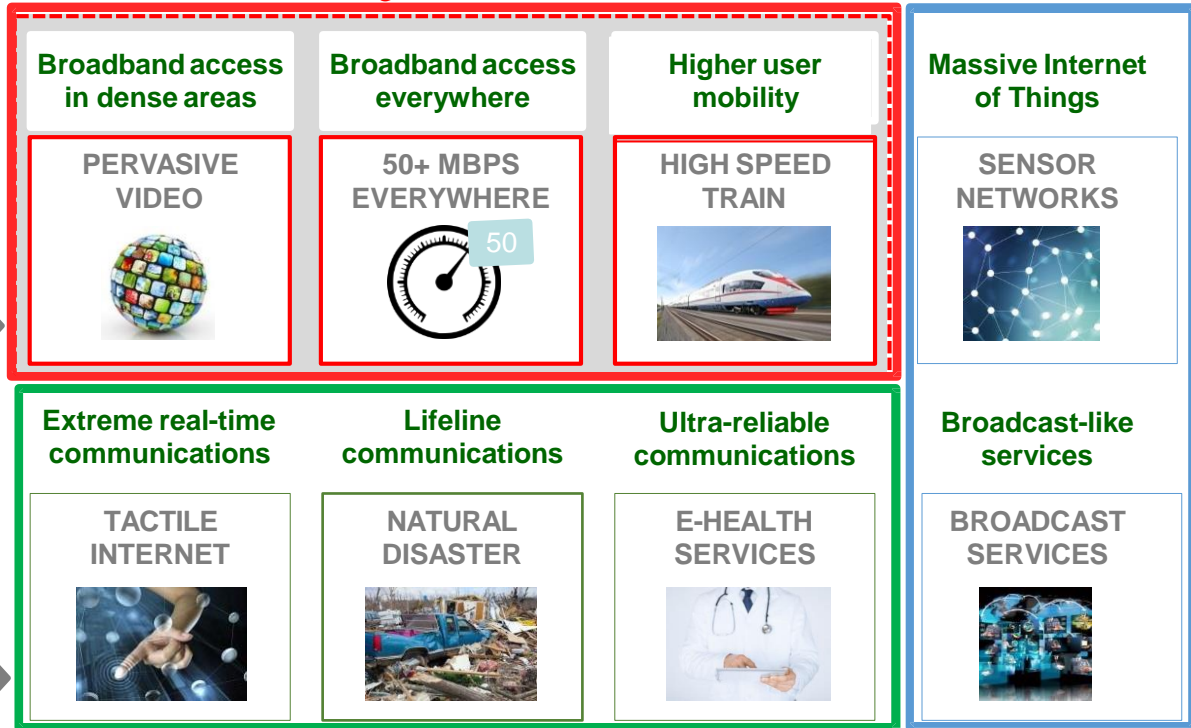 Broadband access
in dense areas
Broadband access
everywhere
Higher user
mobility
Massive Internet
of Things
PERVASIVE
VIDEO
50+ MBPS
EVERYWHERE
50
HIGH SPEED
TRAIN
SENSOR
NETWORKS
Extreme real-time
communications
Lifeline
communications
Ultra-reliable
communications
Broadcast-like
services
TACTILE
INTERNET
NATURAL
DISASTER
E-HEALTH
SERVICES
BROADCAST
SERVICES